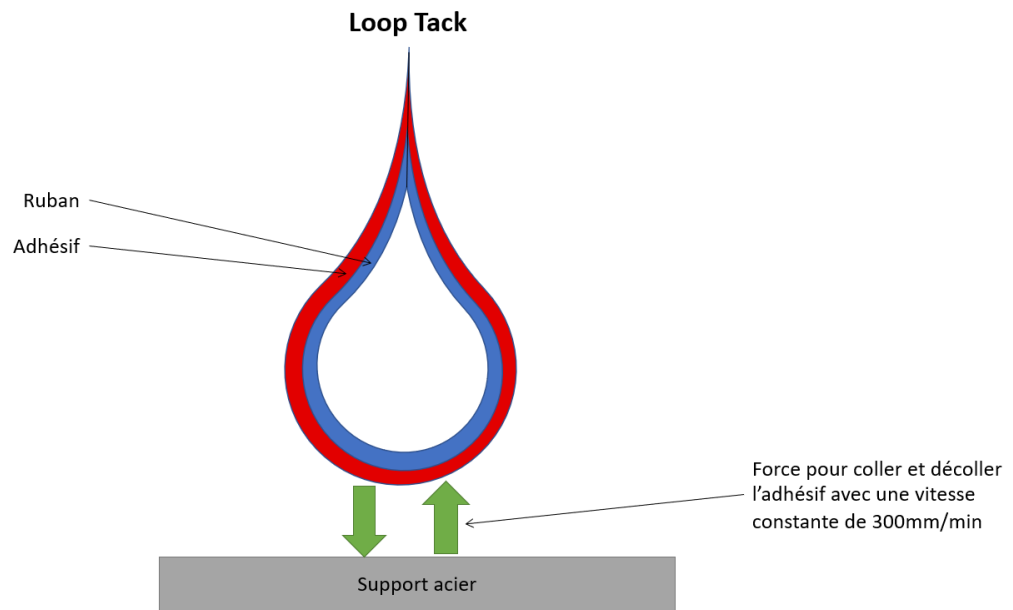 Loop Tack
Ruban
Adhésif
Force pour coller et décoller
l’adhésif avec une vitesse
constante de 300mm/min
Support acier